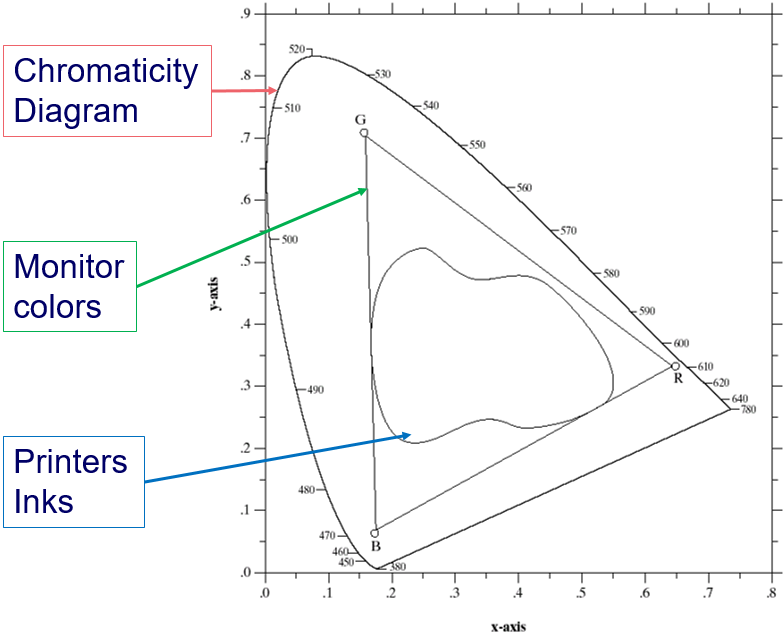 Chromaticity
Diagram
Monitor
colors
Printers
Inks
y-axis
.9
.8
.7
.6
.5
.4
.3
.2
.1
.0
520
530
510
540
G
550
560
570
500
580
590
600
610
R
620
490
640
780
480
470
B
460
450
380
.0 .1 .2 .3 .4 .5 .6 .7 .8
x-axis